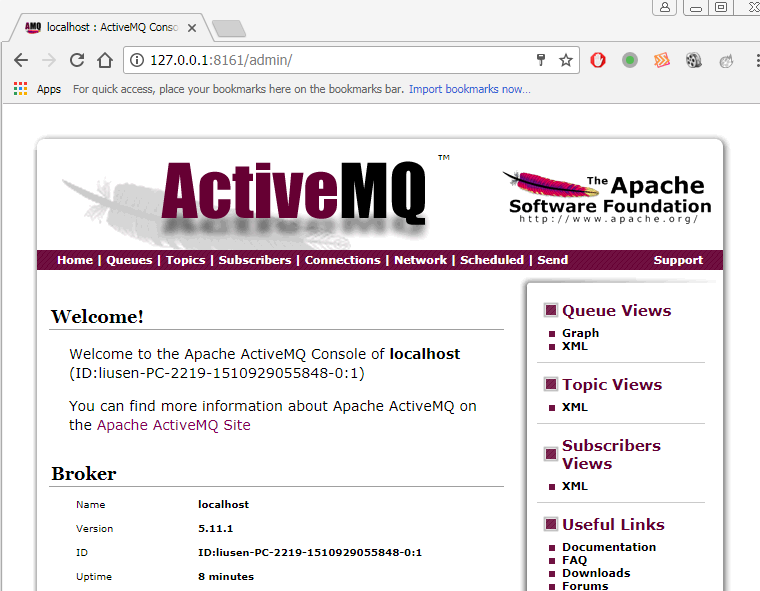 localhost : ActiveMQ Conso
127.0.0.1:8161/admin/
Apps For quick access, place your bookmarks here on the bookmarks bar. Import bookmarks now...
ActiveMQ™
The Apache
Software Foundation
http://www.apache.org/
Home | Queues | Topics | Subscribers | Connections | Network | Scheduled | Send
Support
Welcome!
Welcome to the Apache ActiveMQ Console of localhost
(ID:liusen-PC-2219-1510929055848-0:1)
You can find more information about Apache ActiveMQ on
the Apache ActiveMQ Site
Broker
Name localhost
Version 5.11.1
ID ID:liusen-PC-2219-1510929055848-0:1
Uptime 8 minutes
Queue Views
Graph
XML
Topic Views
XML
Subscribers
Views
XML
Useful Links
Documentation
FAQ
Downloads
Forums